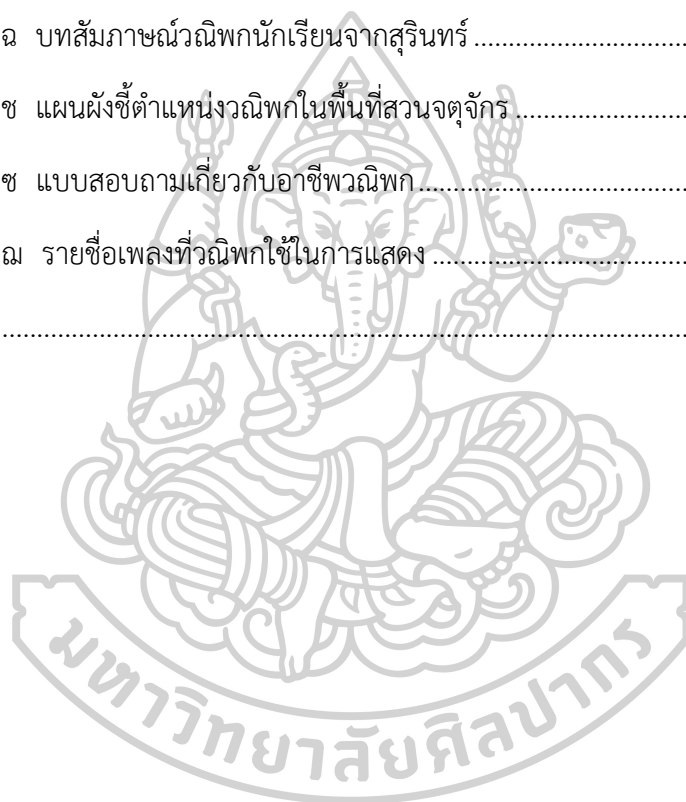 ฉ บทสัมภาษณ์วณิพกนักเรียนจากสุรินทร์ ................................
ช แผนผังชี้ตำแหน่งวณิพกในพื้นที่สวนจตุจักร ..........................
ซ แบบสอบถามเกี่ยวกับอาชีพวณิพก ........................................
ฌ รายชื่อเพลงที่วณิพกใช้ในการแสดง ......................................
................................................................................................
มหาวิทยาลัยศิลปากร